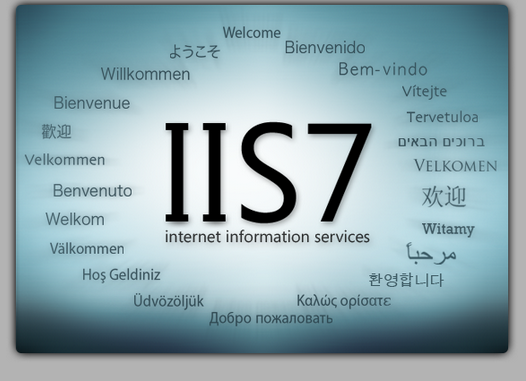 Welcome
Bienvenido
ようこそ
Bem-vindo
Willkommen
Vítejte
Bienvenue
Tervetuloa
歡迎
ברוכים הבאים
Velkommen
VELKOMEN
Benvenuto
欢迎
Welkom
Witamy
Välkommen
مرحباً
Hoş Geldiniz
환영합니다
Üdvözöljük
Καλώς ορίσατε
Добро пожаловать
IIS7
internet information services